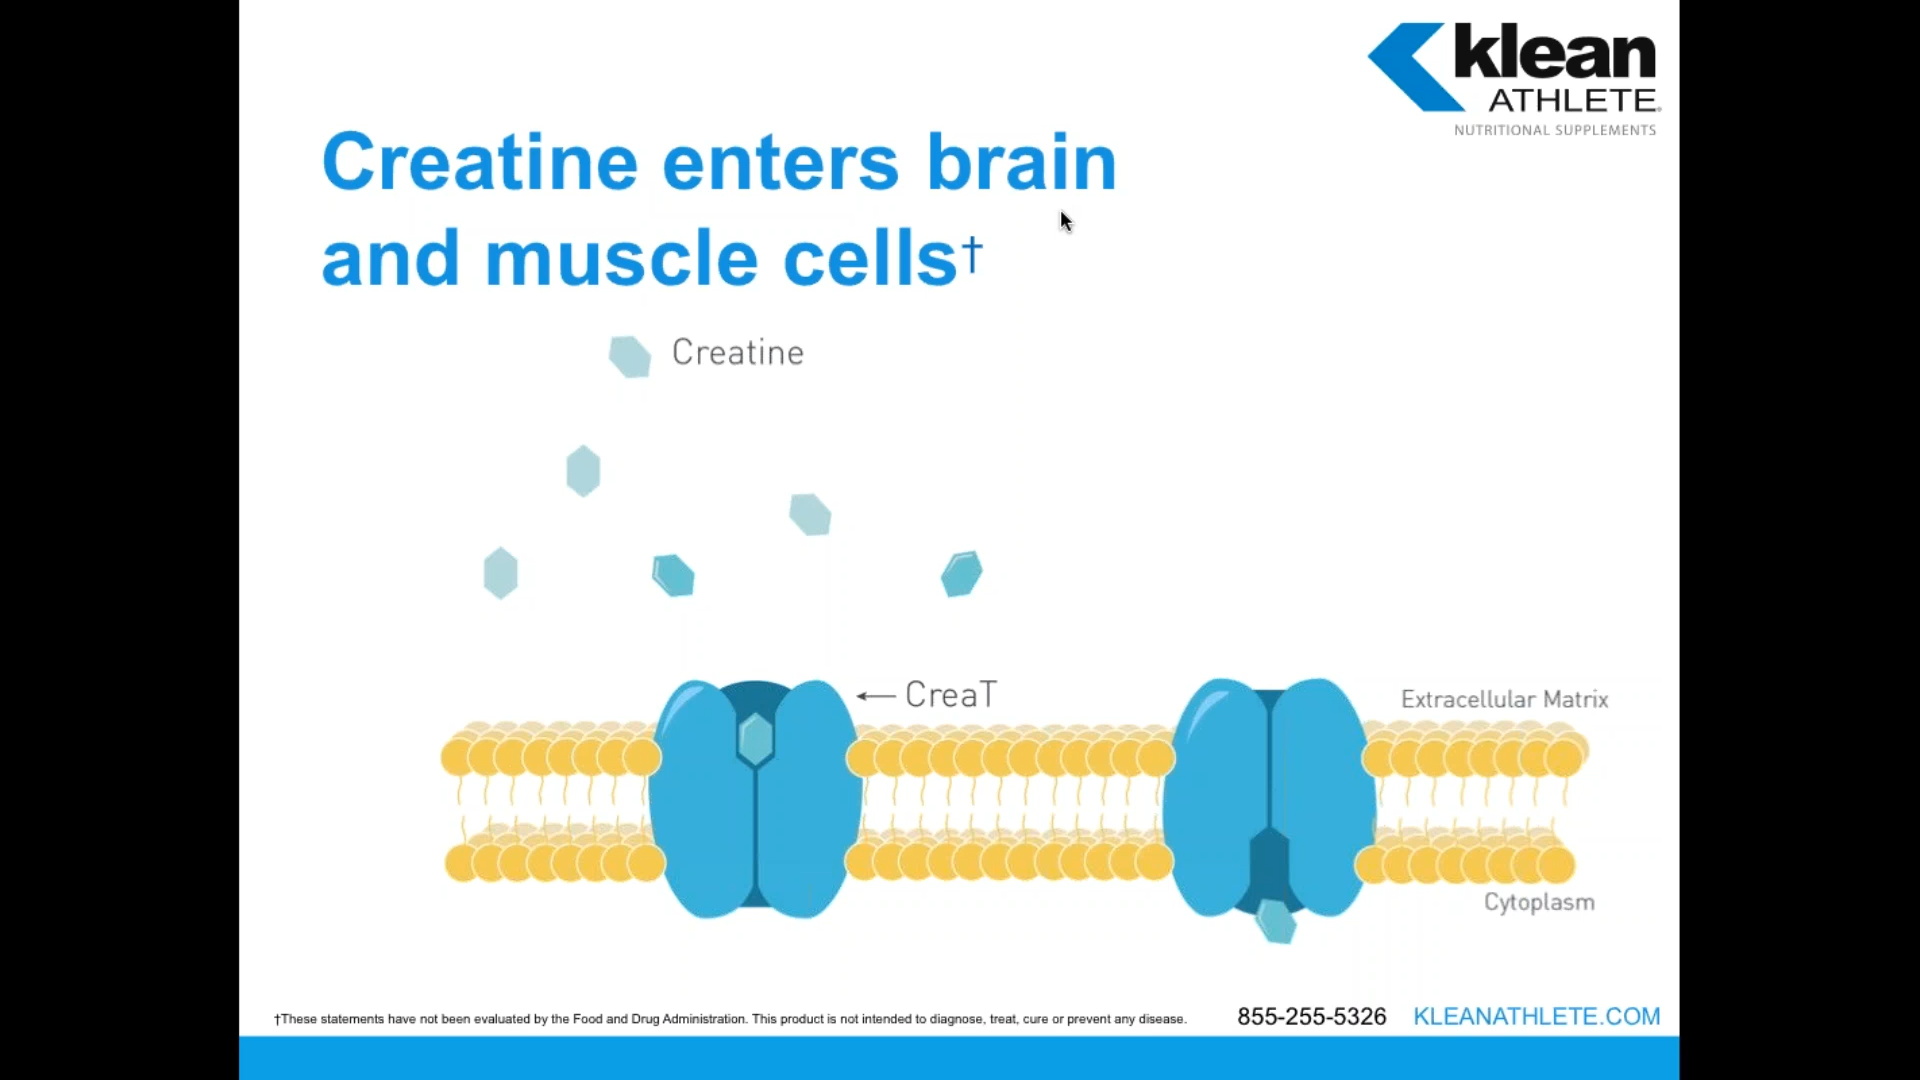 klean
ATHLETE®
NUTRITIONAL SUPPLEMENTS
Creatine enters brain
and muscle cells†
Creatine
CreaT
Extracellular Matrix
Cytoplasm
†These statements have not been evaluated by the Food and Drug Administration. This product is not intended to diagnose, treat, cure or prevent any disease.
855-255-5326 KLEANATHLETE.COM